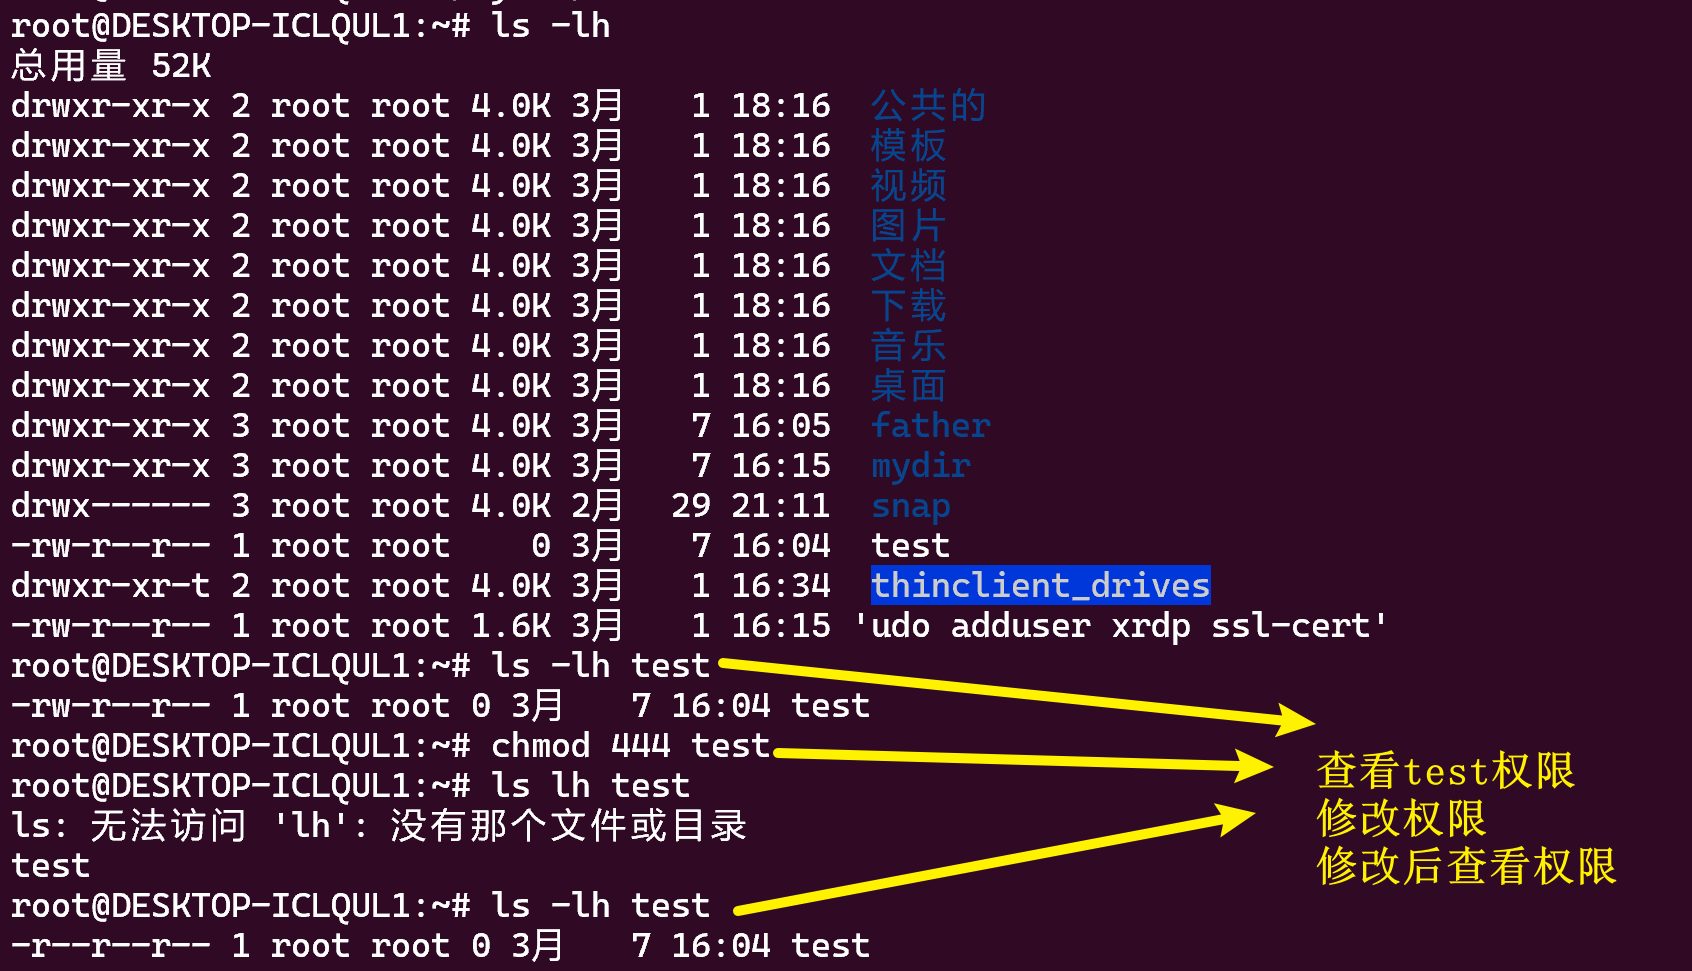 root@DESKTOP-ICLQUL1:~# ls -lh
总用量 52K
drwxr-xr-x 2 root root 4.0K 3月   1 18:16  公共的
drwxr-xr-x 2 root root 4.0K 3月   1 18:16  模板
drwxr-xr-x 2 root root 4.0K 3月   1 18:16  视频
drwxr-xr-x 2 root root 4.0K 3月   1 18:16  图片
drwxr-xr-x 2 root root 4.0K 3月   1 18:16  文档
drwxr-xr-x 2 root root 4.0K 3月   1 18:16  下载
drwxr-xr-x 2 root root 4.0K 3月   1 18:16  音乐
drwxr-xr-x 2 root root 4.0K 3月   1 18:16  桌面
drwxr-xr-x 3 root root 4.0K 3月   7 16:05  father
drwxr-xr-x 3 root root 4.0K 3月   7 16:15  mydir
drwx------ 3 root root 4.0K 2月  29 21:11  snap
-rw-r--r-- 1 root root    0 3月   7 16:04  test
drwxr-xr-t 2 root root 4.0K 3月   1 16:34  thinclient_drives
-rw-r--r-- 1 root root 1.6K 3月   1 16:15 'udo adduser xrdp ssl-cert'
root@DESKTOP-ICLQUL1:~# ls -lh test
-rw-r--r-- 1 root root 0 3月   7 16:04 test
root@DESKTOP-ICLQUL1:~# chmod 444 test
root@DESKTOP-ICLQUL1:~# ls lh test
ls: 无法访问 'lh': 没有那个文件或目录
test
root@DESKTOP-ICLQUL1:~# ls -lh test
-r--r--r-- 1 root root 0 3月   7 16:04 test
查看test权限
修改权限
修改后查看权限